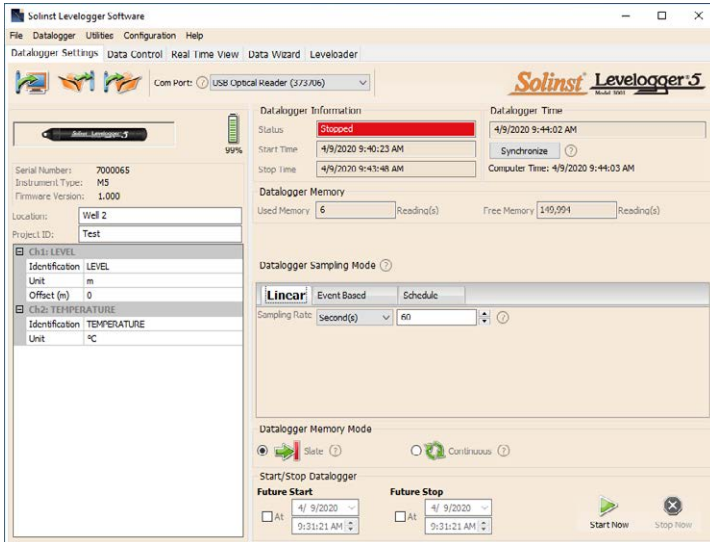 Solinst Levelogger Software
File Datalogger Utilities Configuration Help
Datalogger Settings Data Control Real Time View Data Wizard Leveloader
Com Port: ? USB Optical Reader (373706)
Solinst Levelogger 5
Model 3001
Solinst Levelogger 5
99%
Serial Number: 7000065
Instrument Type: M5
Firmware Version: 1.000
Location: Well 2
Project ID: Test
Ch1: LEVEL
Identification LEVEL
Unit m
Offset (m) 0
Ch2: TEMPERATURE
Identification TEMPERATURE
Unit ºC
Datalogger Information
Status Stopped
Start Time 4/9/2020 9:40:23 AM
Stop Time 4/9/2020 9:43:48 AM
Datalogger Time
4/9/2020 9:44:02 AM
Synchronize ?
Computer Time: 4/9/2020 9:44:03 AM
Datalogger Memory
Used Memory 6 Reading(s) Free Memory 149,994 Reading(s)
Datalogger Sampling Mode ?
Linear Event Based Schedule
Sampling Rate Second(s) 60 ?
Datalogger Memory Mode
Slate ? Continuous ?
Start/Stop Datalogger
Future Start Future Stop
At 4/ 9/2020 At 4/ 9/2020
9:31:21 AM 9:31:21 AM
Start Now Stop Now